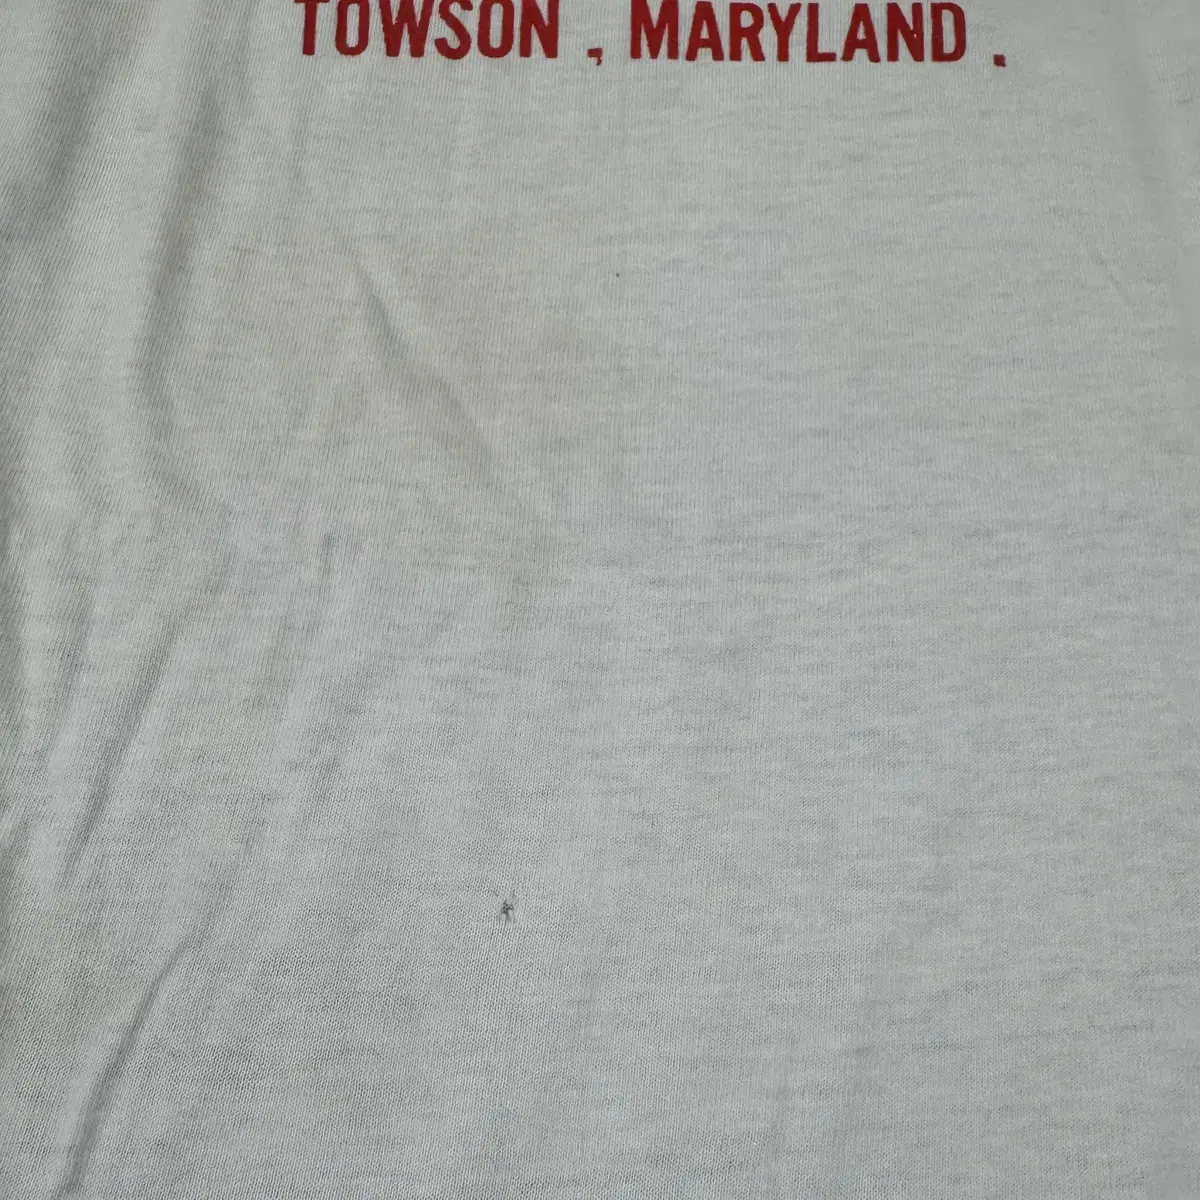 TOWSON , MARYLAND .